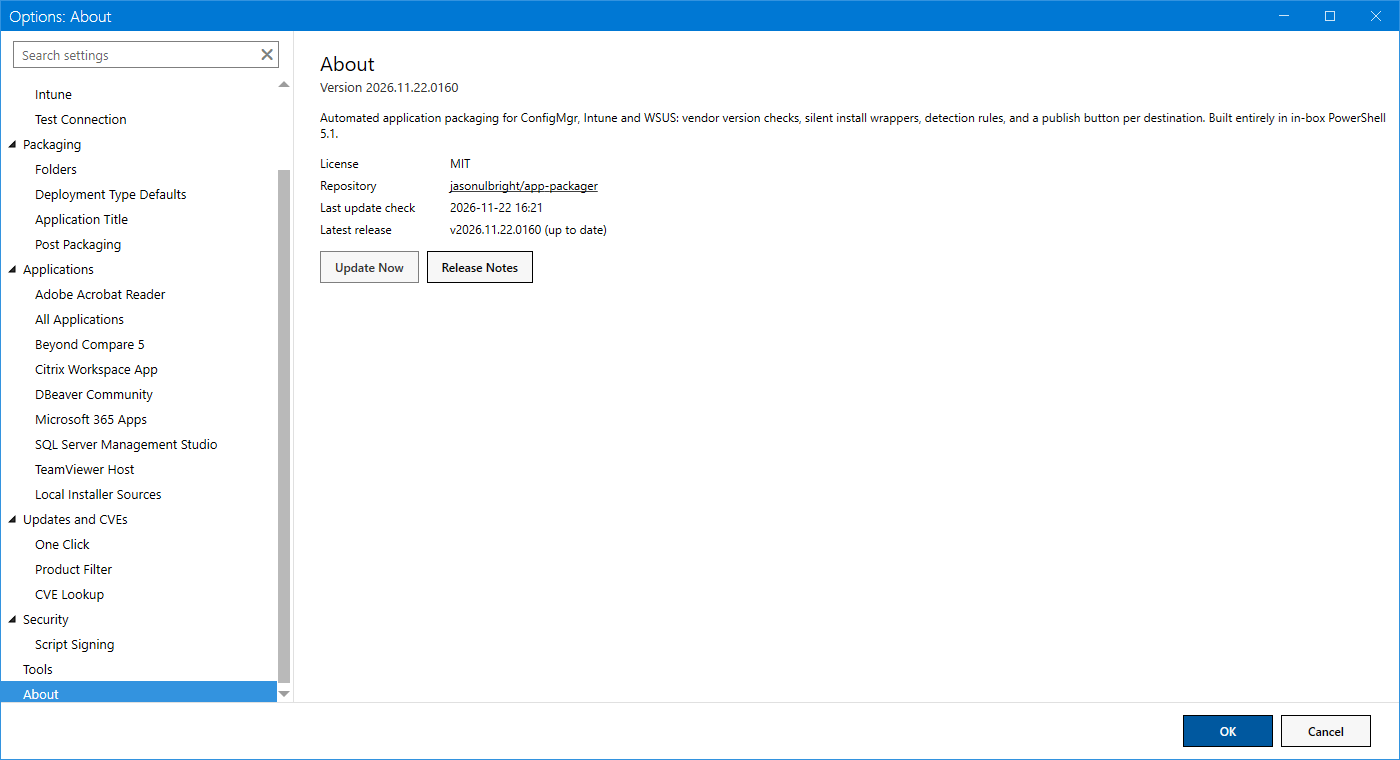 Options: About
Search settings
Intune
Test Connection
Packaging
Folders
Deployment Type Defaults
Application Title
Post Packaging
Applications
Adobe Acrobat Reader
All Applications
Beyond Compare 5
Citrix Workspace App
DBeaver Community
Microsoft 365 Apps
SQL Server Management Studio
TeamViewer Host
Local Installer Sources
Updates and CVEs
One Click
Product Filter
CVE Lookup
Security
Script Signing
Tools
About
About
Version 2026.11.22.0160
Automated application packaging for ConfigMgr, Intune and WSUS: vendor version checks, silent install wrappers, detection rules, and a publish button per destination. Built entirely in in-box PowerShell
5.1.
License MIT
Repository jasonulbright/app-packager
Last update check 2026-11-22 16:21
Latest release v2026.11.22.0160 (up to date)
Update Now Release Notes
OK Cancel